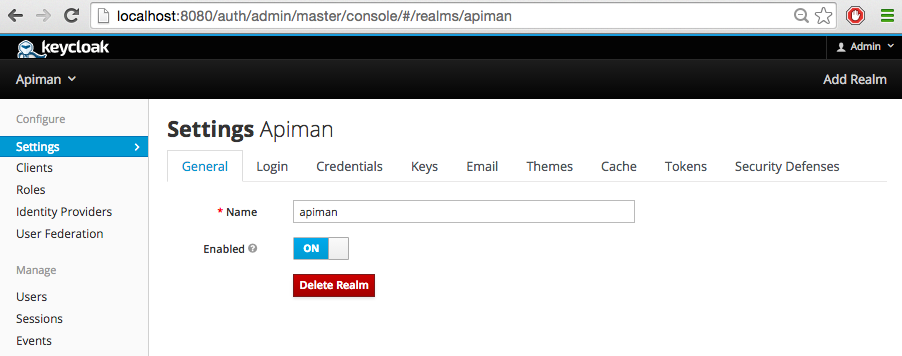 localhost:8080/auth/admin/master/console/#/realms/apiman
keycloak
Admin
Apiman
Add Realm
Configure
Settings
Clients
Roles
Identity Providers
User Federation
Manage
Users
Sessions
Events
Settings Apiman
General Login Credentials Keys Email Themes Cache Tokens Security Defenses
* Name apiman
Enabled ? ON
Delete Realm